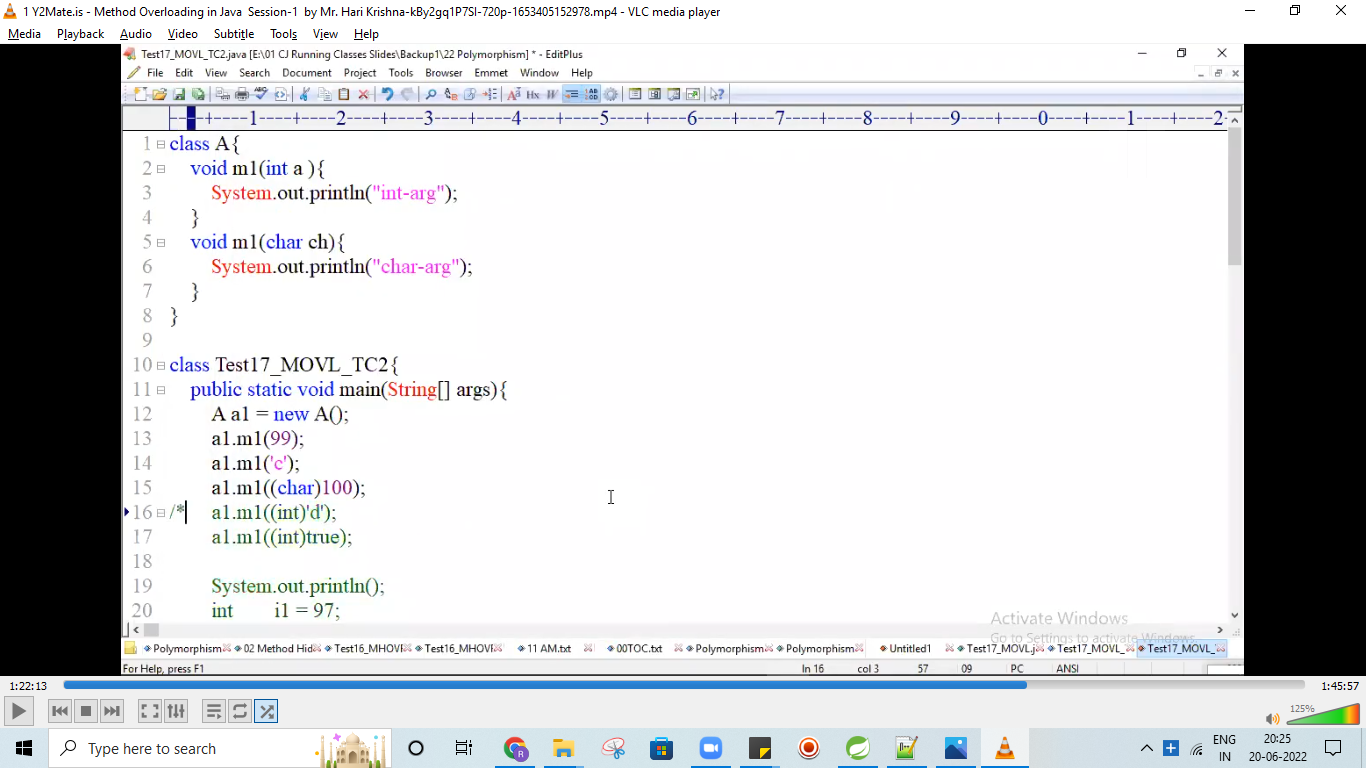 1 Y2Mate.is - Method Overloading in Java Session-1 by Mr. Hari Krishna-kBy2gq1P7SI-720p-1653405152978.mp4 - VLC media player
Media Playback Audio Video Subtitle Tools View Help
Test17_MOVL_TC2.java [E:\01 CJ Running Classes Slides\Backup1\22 Polymorphism] * - EditPlus
File Edit View Search Document Project Tools Browser Emmet Window Help
----+----1----+----2----+----3----+----4----+----5----+----6----+----7----+----8----+----9----+----0----+----1----+----2-
1 class A{
2 void m1(int a ){
3 System.out.println("int-arg");
4 }
5 void m1(char ch){
6 System.out.println("char-arg");
7 }
8 }
9
10 class Test17_MOVL_TC2{
11 public static void main(String[] args){
12 A a1 = new A();
13 a1.m1(99);
14 a1.m1('c');
15 a1.m1((char)100);
16 /* a1.m1((int)'d');
17 a1.m1((int)true);
18
19 System.out.println();
20 int i1 = 97;
Activate Windows
Go to Settings to activate Windows.
Polymorphism 02 Method Hid Test16_MHOVI Test16_MHOVI 11 AM.txt 00TOC.txt Polymorphism Polymorphism Untitled1 Test17_MOVL.j Test17_MOVL_ Test17_MOVL_
For Help, press F1 ln 16 col 3 57 09 PC ANSI
1:22:13 1:45:57
125%
Type here to search
ENG 20:25
IN 20-06-2022